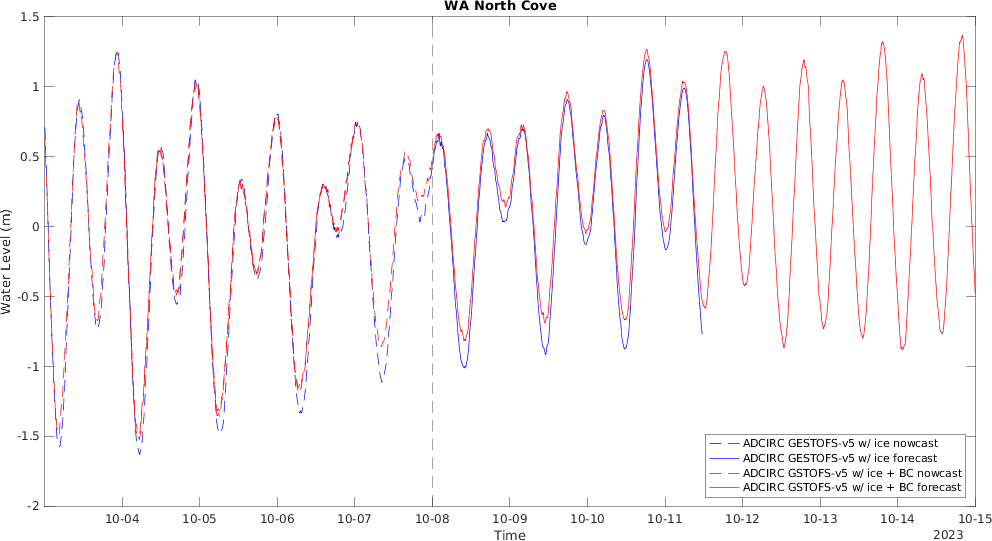 WA North Cove
1.5
1
0.5
0
-0.5
-1
-1.5
-2
Water Level (m)
10-04 10-05 10-06 10-07 10-08 10-09 10-10 10-11 10-12 10-13 10-14 10-15
Time
2023
ADCIRC GESTOFS-v5 w/ ice nowcast
ADCIRC GESTOFS-v5 w/ ice forecast
ADCIRC GSTOFS-v5 w/ ice + BC nowcast
ADCIRC GSTOFS-v5 w/ ice + BC forecast